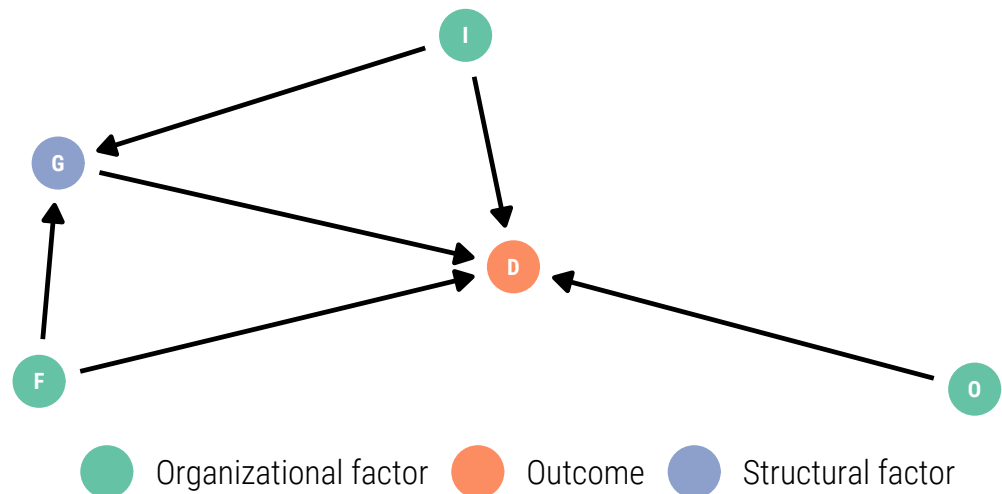 I
G
D
F
O
Organizational factor
Outcome
Structural factor